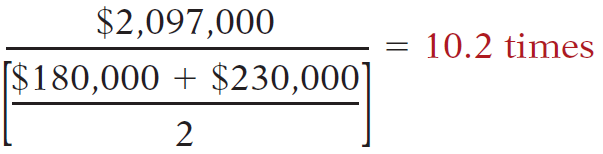 $2,097,000
[$180,000 + $230,000]
2
= 10.2 times